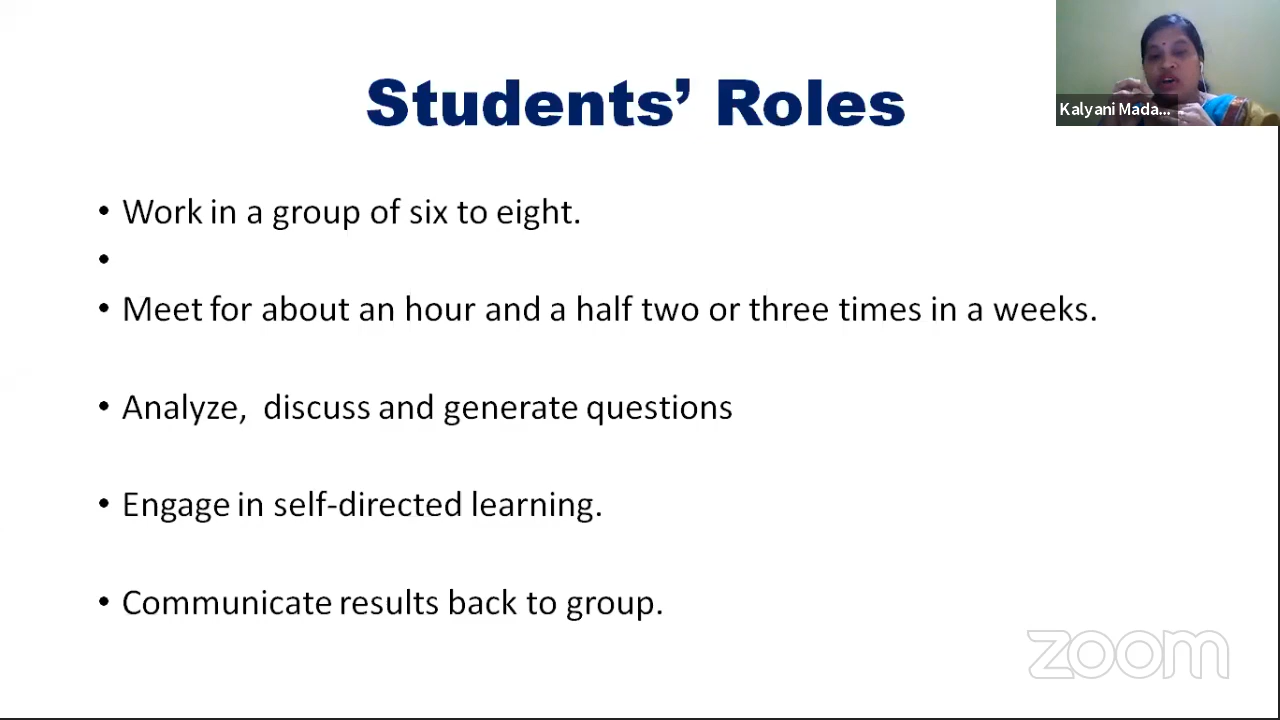 Students’ Roles
Kalyani Mada...
• Work in a group of six to eight.
•
• Meet for about an hour and a half two or three times in a weeks.
• Analyze,  discuss and generate questions
• Engage in self-directed learning.
• Communicate results back to group.
zoom